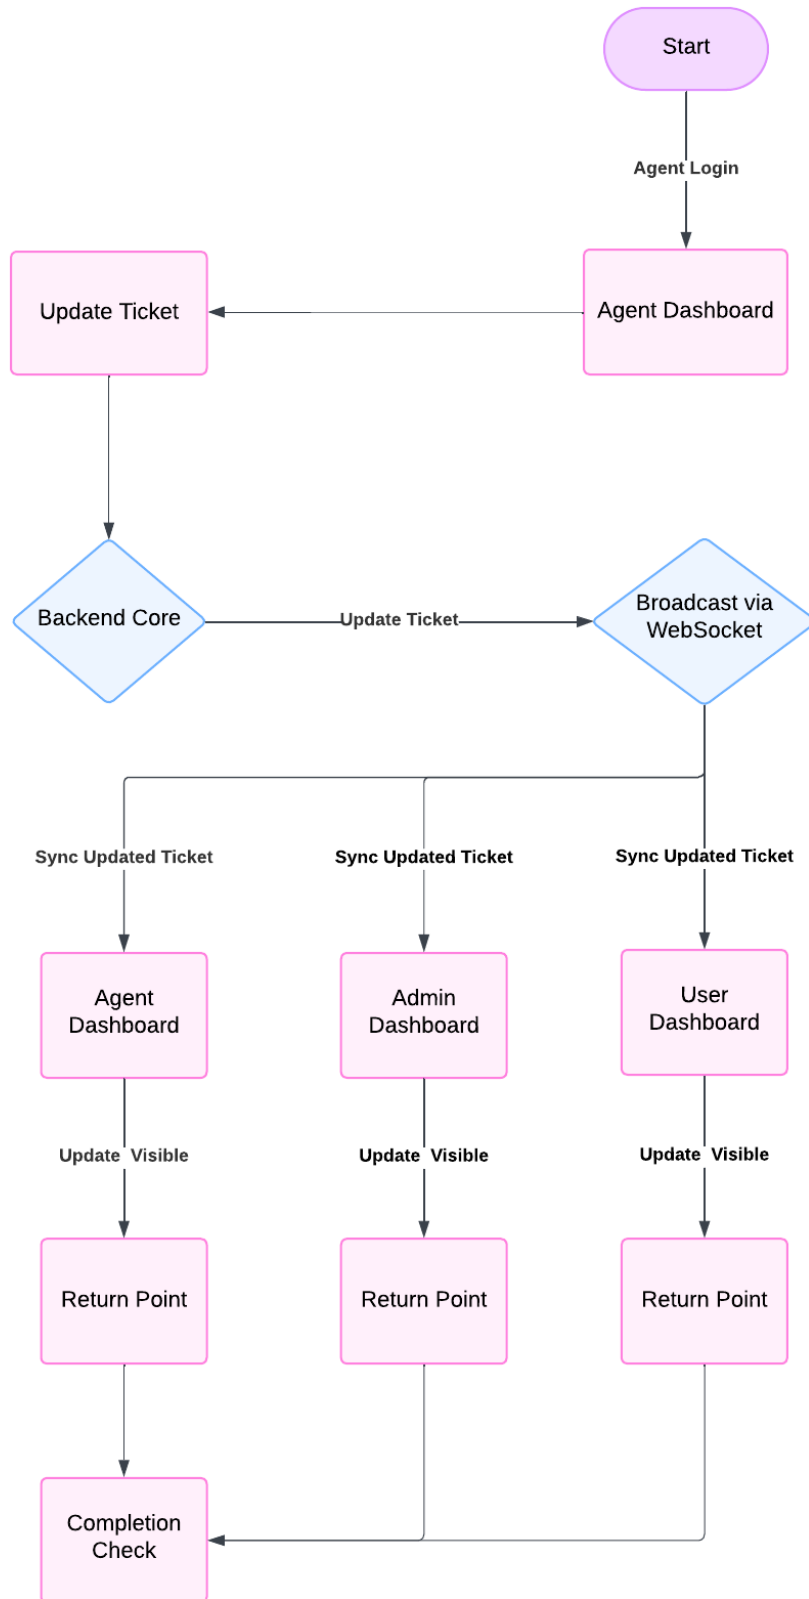 Start
Agent Login
Update Ticket
Agent Dashboard
Backend Core
Update Ticket
Broadcast via
WebSocket
Sync Updated Ticket
Sync Updated Ticket
Sync Updated Ticket
Agent
Dashboard
Admin
Dashboard
User
Dashboard
Update  Visible
Update  Visible
Update  Visible
Return Point
Return Point
Return Point
Completion
Check